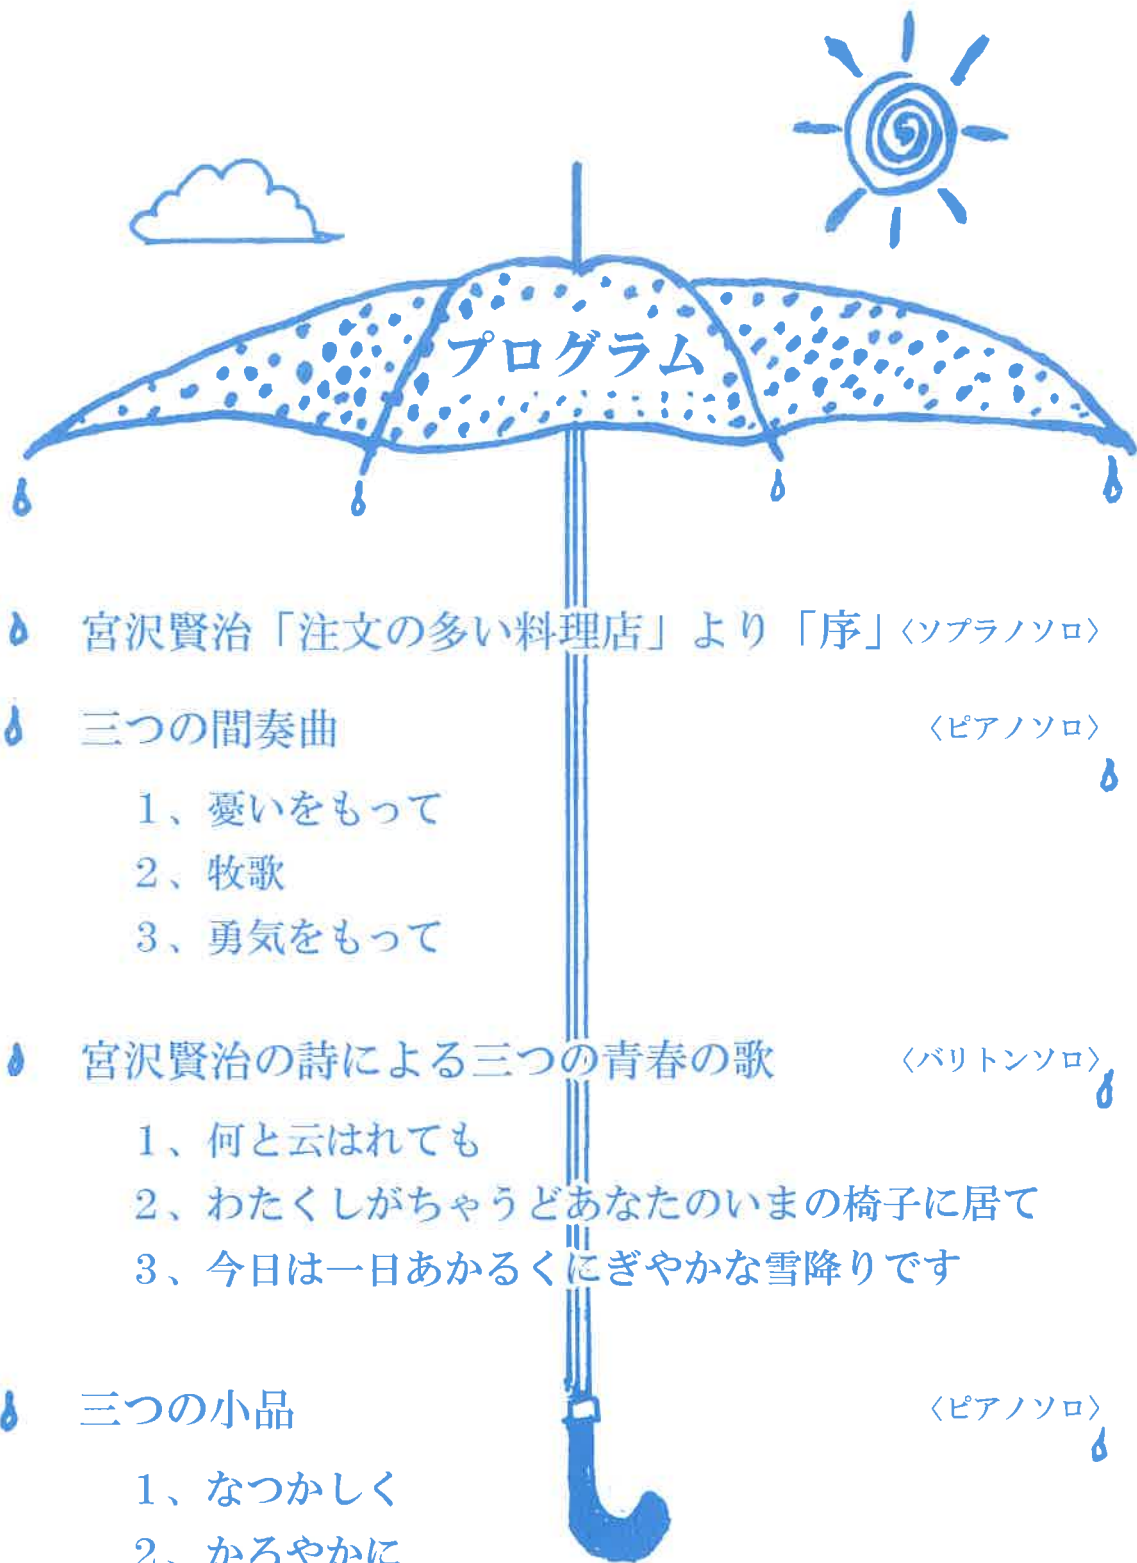 プログラム
宮沢賢治「注文の多い料理店」より「序」〈ソプラノソロ〉
三つの間奏曲 〈ピアノソロ〉
１、憂いをもって
２、牧歌
３、勇気をもって
宮沢賢治の詩による三つの青春の歌 〈バリトンソロ〉
１、何と云はれても
２、わたくしがちゃうどあなたのいまの椅子に居て
３、今日は一日あかるくにぎやかな雪降りです
三つの小品 〈ピアノソロ〉
１、なつかしく
２、かろやかに